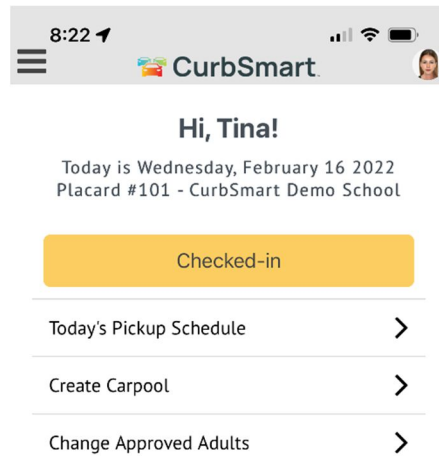 8:22
CurbSmart.
Hi, Tina!
Today is Wednesday, February 16 2022
Placard #101 - CurbSmart Demo School
Checked-in
Today's Pickup Schedule
Create Carpool
Change Approved Adults